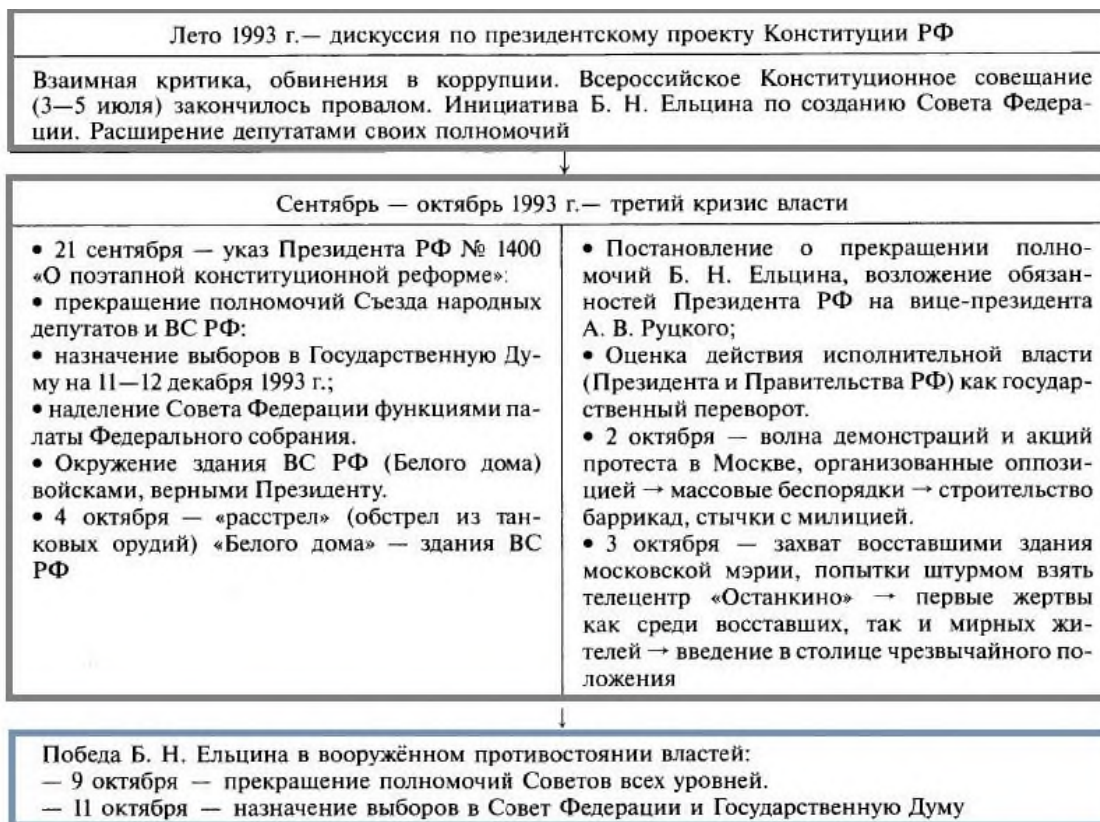 Лето 1993 г.— дискуссия по президентскому проекту Конституции РФ
Взаимная критика, обвинения в коррупции. Всероссийское Конституционное совещание
(3—5 июля) закончилось провалом. Инициатива Б. Н. Ельцина по созданию Совета Федера-
ции. Расширение депутатами своих полномочий
↓
Сентябрь — октябрь 1993 г.— третий кризис власти
• 21 сентября — указ Президента РФ № 1400
«О поэтапной конституционной реформе»:
• прекращение полномочий Съезда народных
депутатов и ВС РФ:
• назначение выборов в Государственную Ду-
му на 11—12 декабря 1993 г.;
• наделение Совета Федерации функциями па-
латы Федерального собрания.
• Окружение здания ВС РФ (Белого дома)
войсками, верными Президенту.
• 4 октября — «расстрел» (обстрел из тан-
ковых орудий) «Белого дома» — здания ВС
РФ
• Постановление о прекращении полно-
мочий Б. Н. Ельцина, возложение обязан-
ностей Президента РФ на вице-президента
А. В. Руцкого;
• Оценка действия исполнительной власти
(Президента и Правительства РФ) как государ-
ственный переворот.
• 2 октября — волна демонстраций и акций
протеста в Москве, организованные оппози-
цией → массовые беспорядки → строительство
баррикад, стычки с милицией.
• 3 октября — захват восставшими здания
московской мэрии, попытки штурмом взять
телецентр «Останкино» → первые жертвы
как среди восставших, так и мирных жи-
телей → введение в столице чрезвычайного по-
ложения
↓
Победа Б. Н. Ельцина в вооружённом противостоянии властей:
— 9 октября — прекращение полномочий Советов всех уровней.
— 11 октября — назначение выборов в Совет Федерации и Государственную Думу